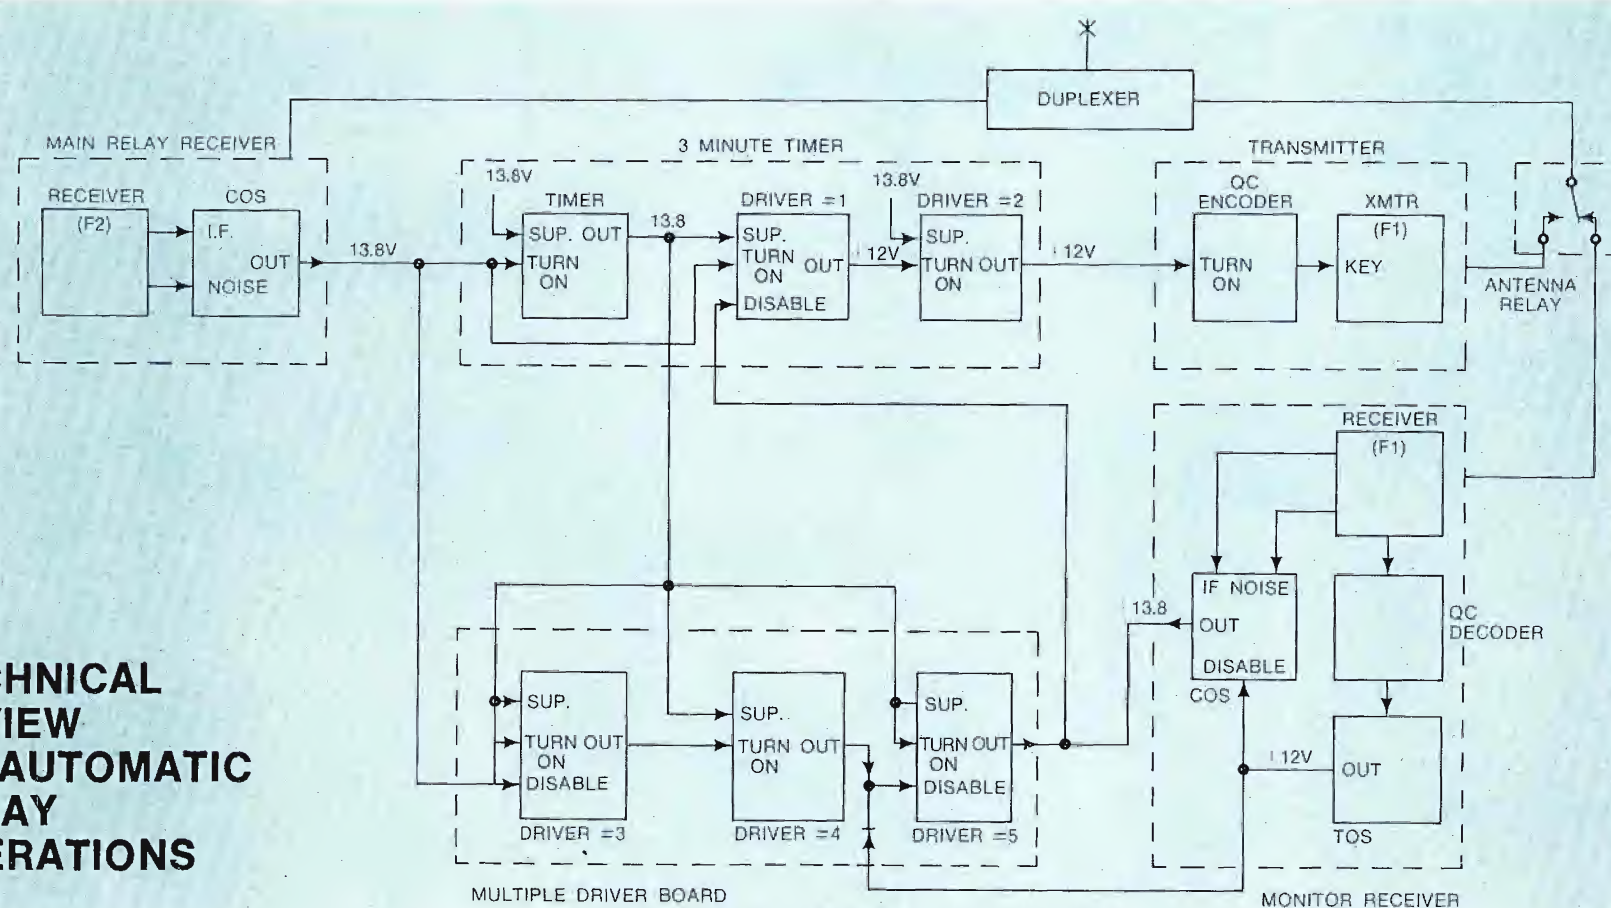 DUPLEXER
MAIN RELAY RECEIVER
RECEIVER
(F2)
COS
I.F.
OUT
NOISE
13.8V
3 MINUTE TIMER
13.8V
TIMER
SUP. OUT
TURN
ON
13.8
DRIVER =1
SUP.
TURN
ON OUT
DISABLE
12V
13.8V
DRIVER =2
SUP.
TURN OUT
ON
12V
TRANSMITTER
QC
ENCODER
TURN
ON
XMTR
(F1)
KEY
ANTENNA
RELAY
RECEIVER
(F1)
IF NOISE
OUT
DISABLE
COS
13.8
QC
DECODER
12V
OUT
TOS
MONITOR RECEIVER
SUP.
TURN OUT
ON
DISABLE
DRIVER =3
SUP.
TURN OUT
ON
DRIVER =4
SUP.
TURN OUT
ON
DISABLE
DRIVER =5
MULTIPLE DRIVER BOARD
CHNICAL
VIEW
AUTOMATIC
AY
ERATIONS